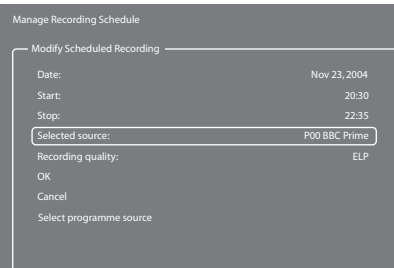 Manage Recording Schedule
Modify Scheduled Recording
Date: Nov 23, 2004
Start: 20:30
Stop: 22:35
Selected source: P00 BBC Prime
Recording quality: ELP
OK
Cancel
Select programme source